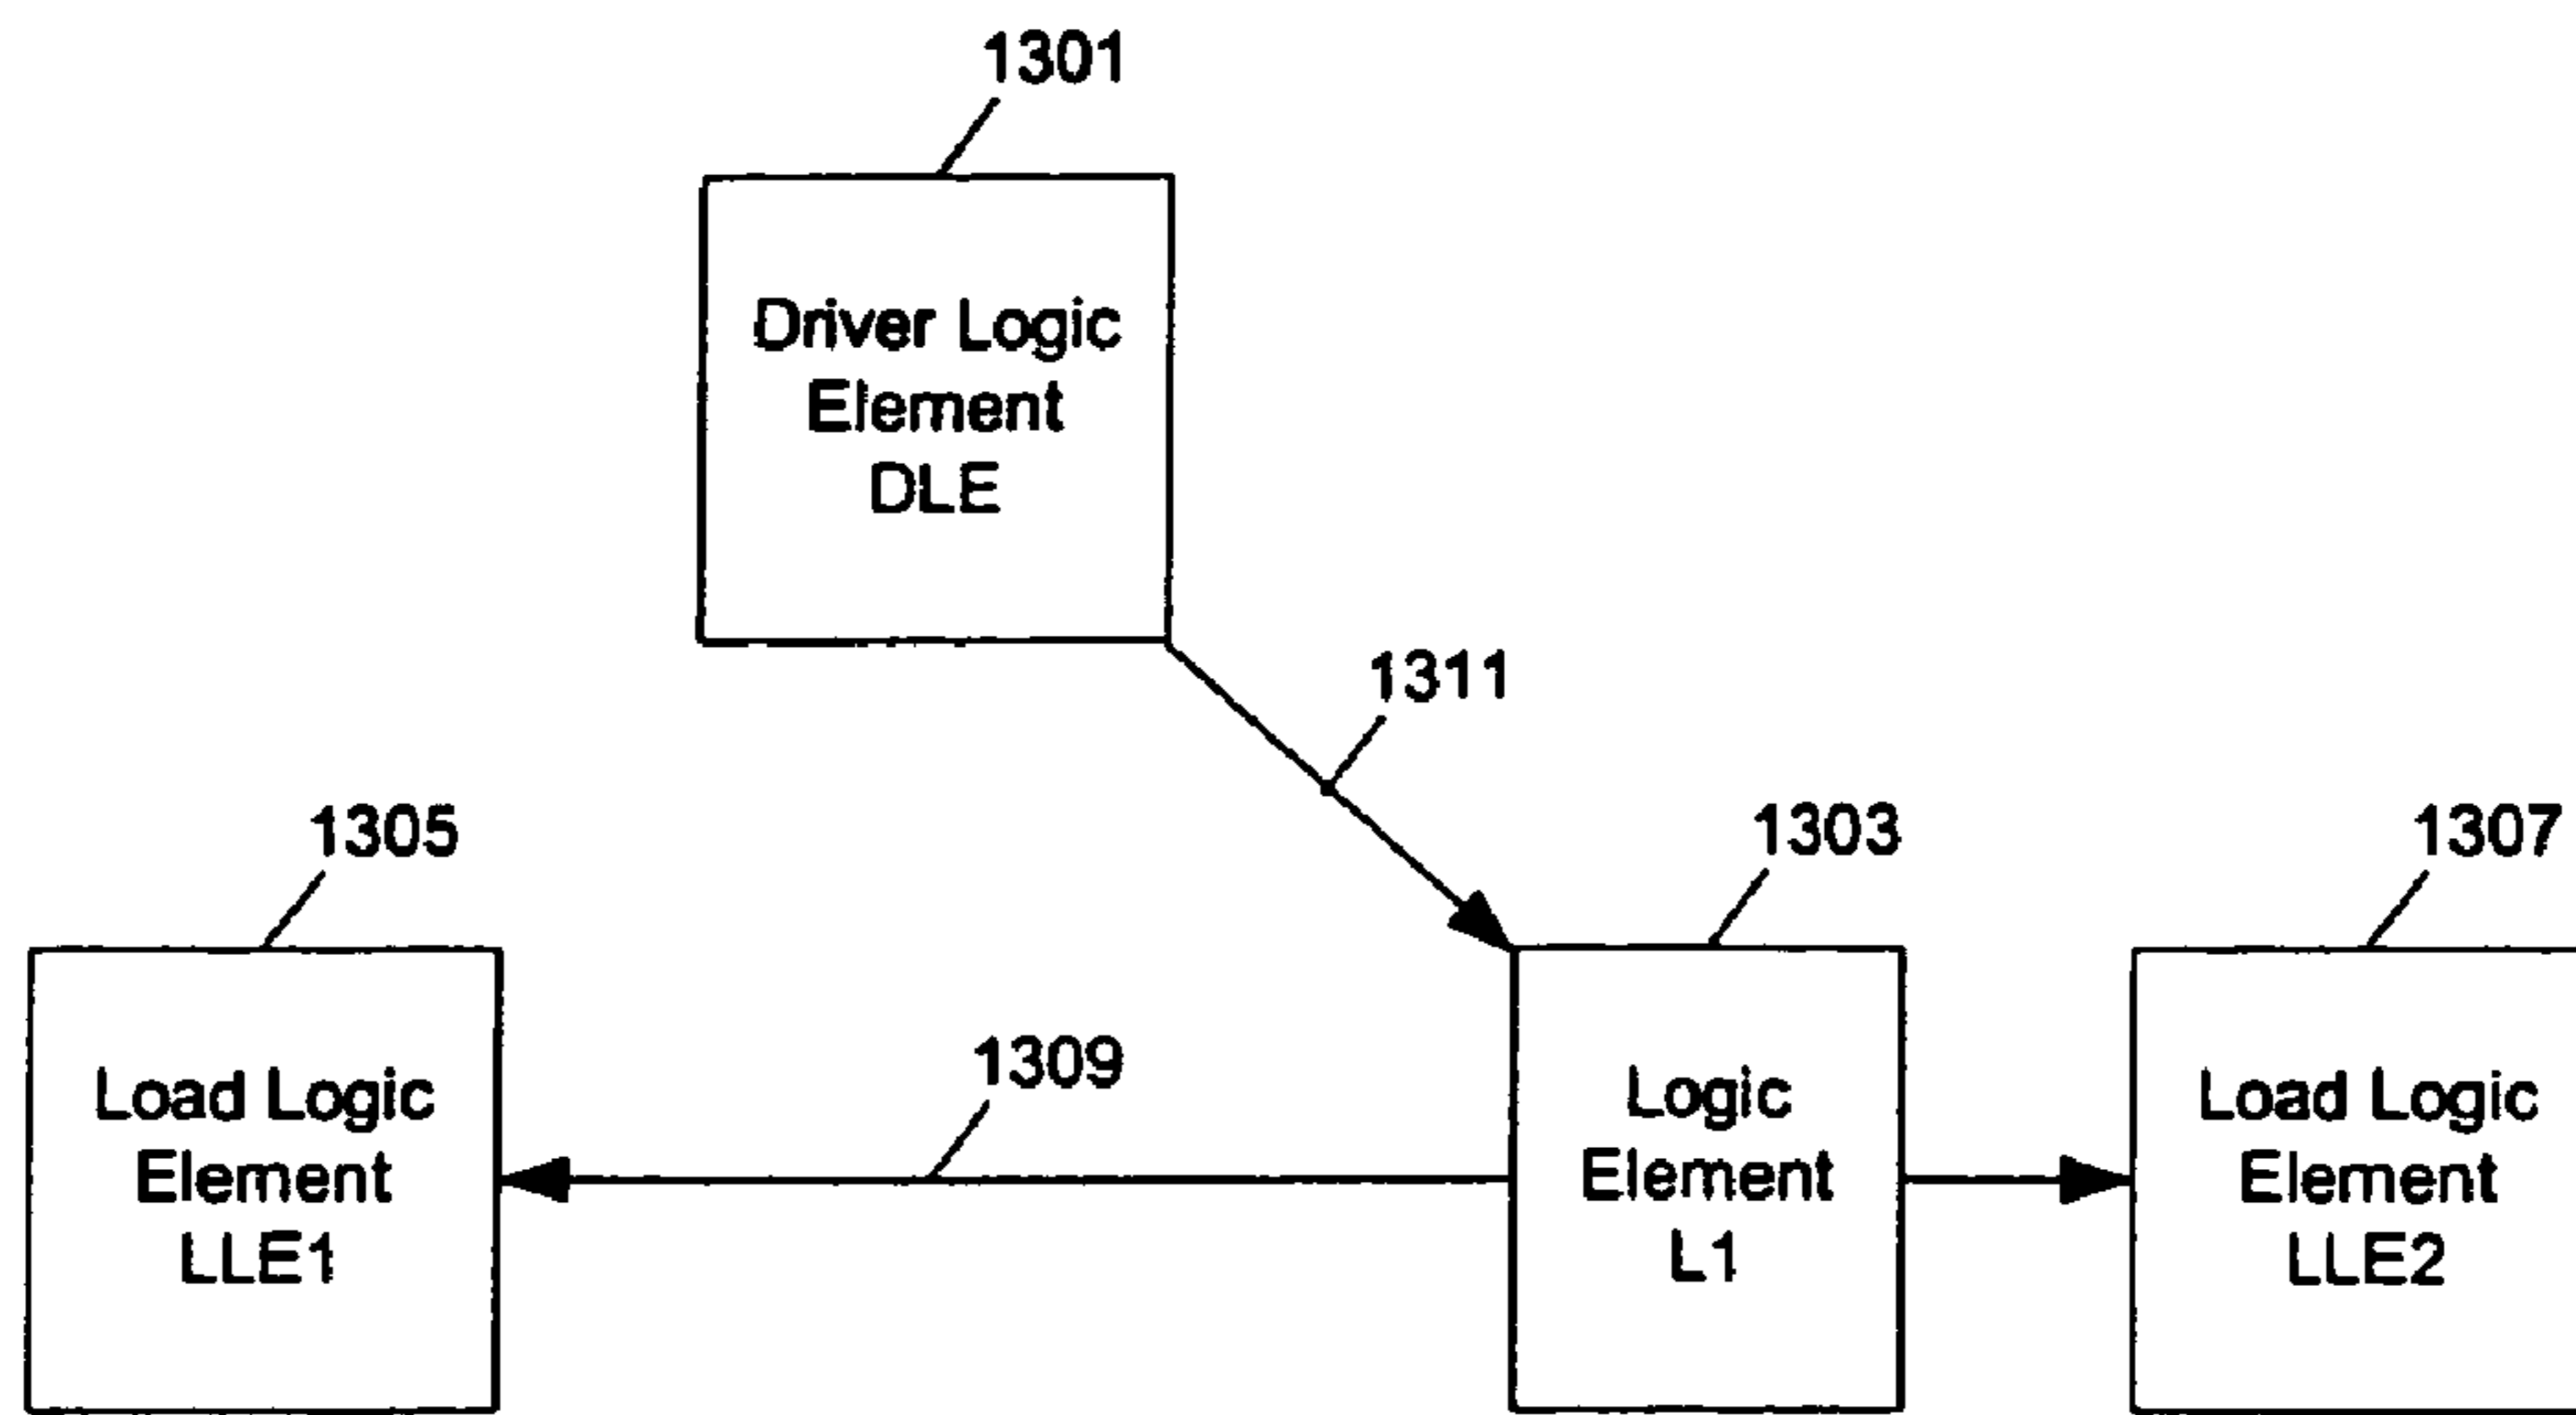 1301
Driver Logic
Element
DLE
1311
1305
1303
1307
1309
Load Logic
Element
LLE1
Logic
Element
L1
Load Logic
Element
LLE2